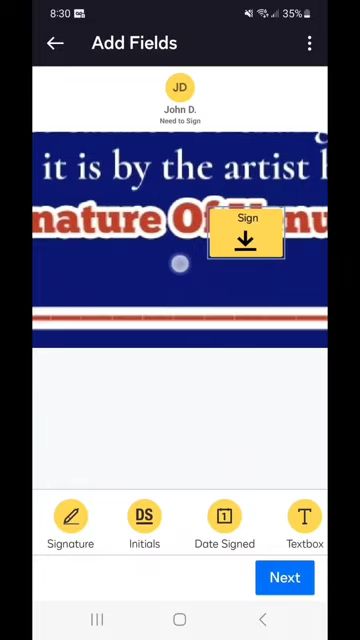 8:30
35%
Add Fields
JD
John D.
Need to Sign
it is by the artist
nature Of
Sign
Signature
Initials
DS
Date Signed
1
Textbox
T
Next